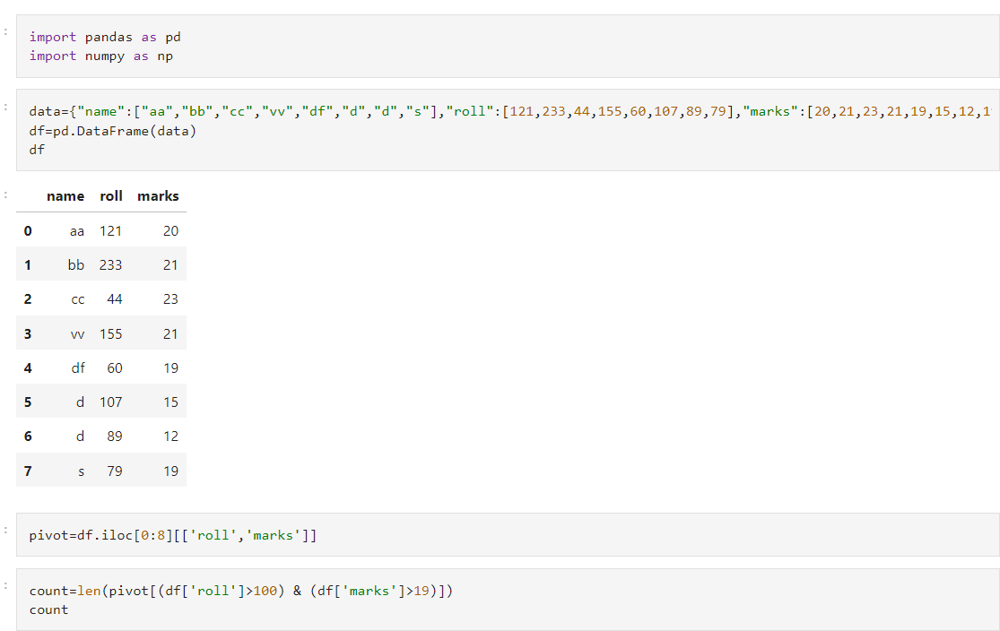 import pandas as pd
import numpy as np
data={"name":["aa","bb","cc","vv","df","d","d","s"],"roll":[121,233,44,155,60,107,89,79],"marks":[20,21,23,21,19,15,12,1
df=pd.DataFrame(data)
df
name roll marks
0 aa 121 20
1 bb 233 21
2 cc 44 23
3 vv 155 21
4 df 60 19
5 d 107 15
6 d 89 12
7 s 79 19
pivot=df.iloc[0:8][['roll','marks']]
count=len(pivot[(df['roll']>100) & (df['marks']>19)])
count